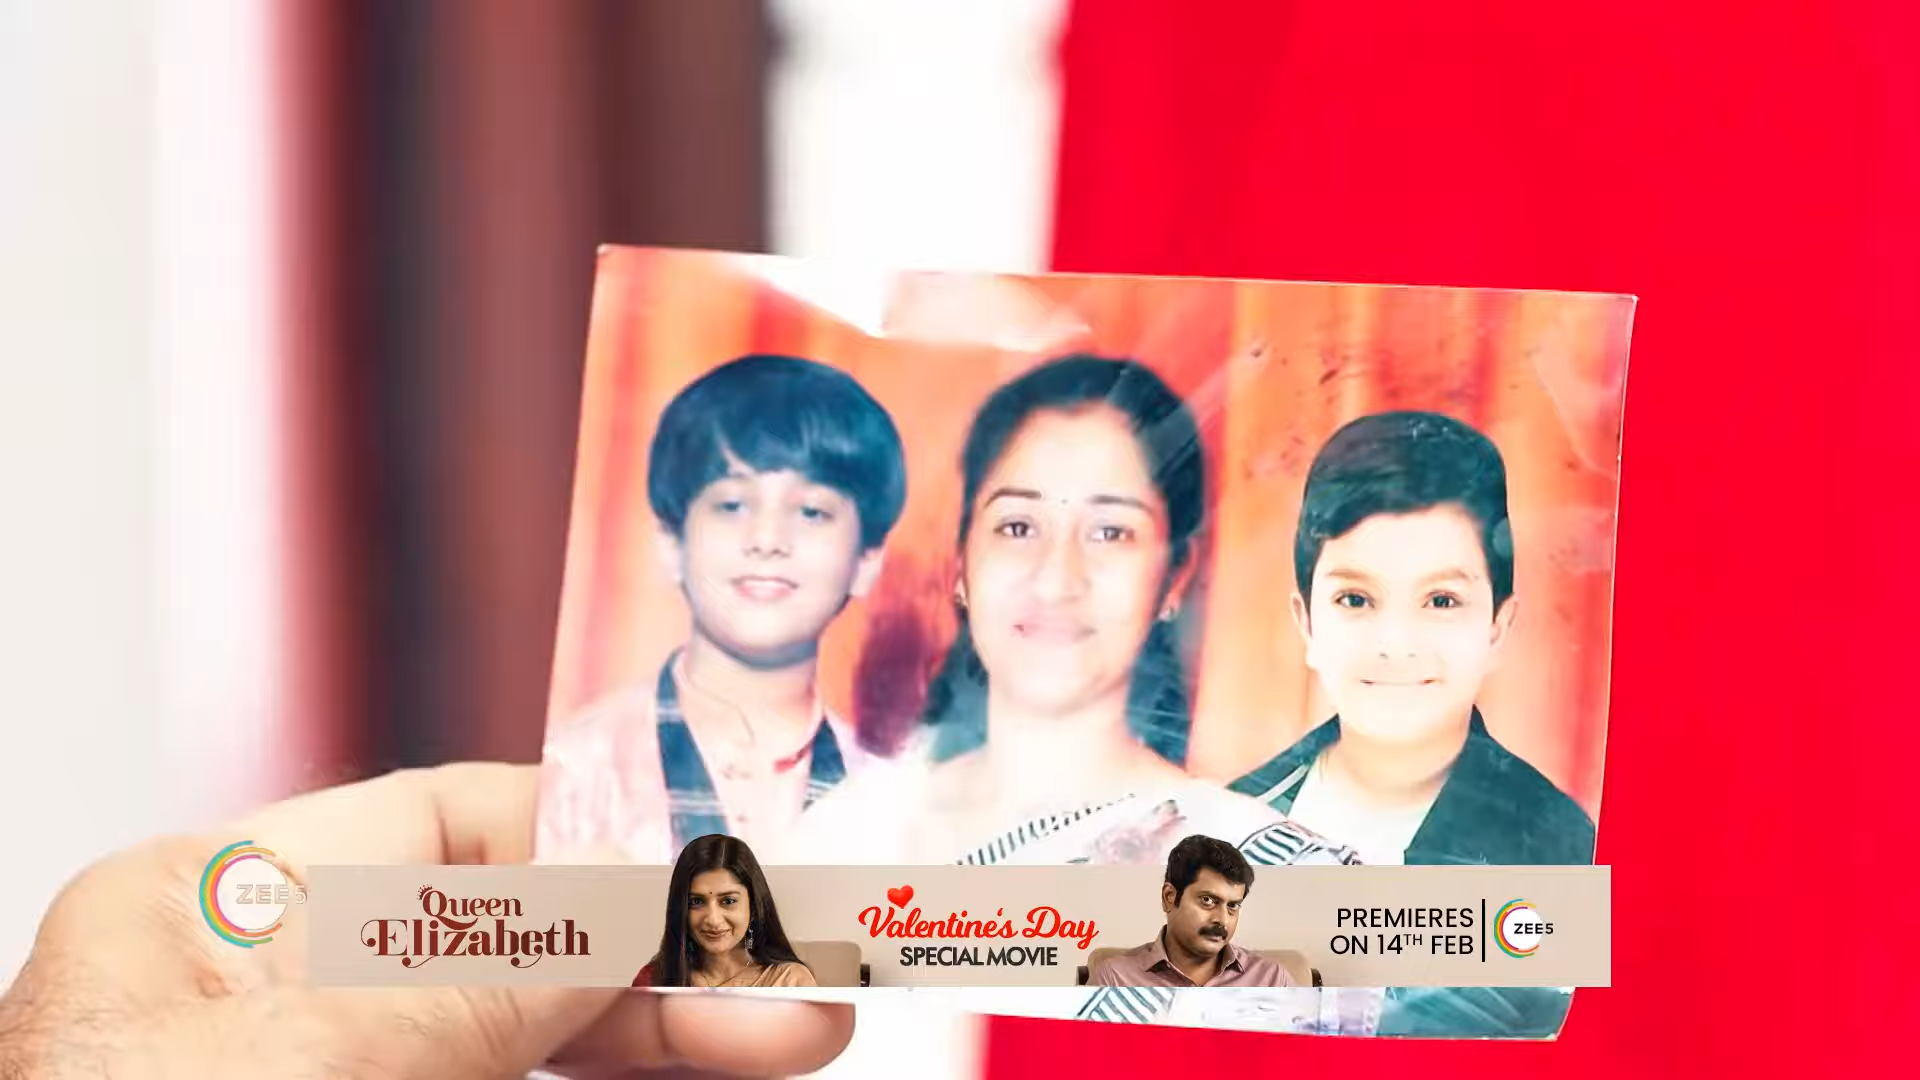 ZEE5
Queen
Elizabeth
Valentine's Day
SPECIAL MOVIE
PREMIERES
ON 14TH FEB
ZEE5